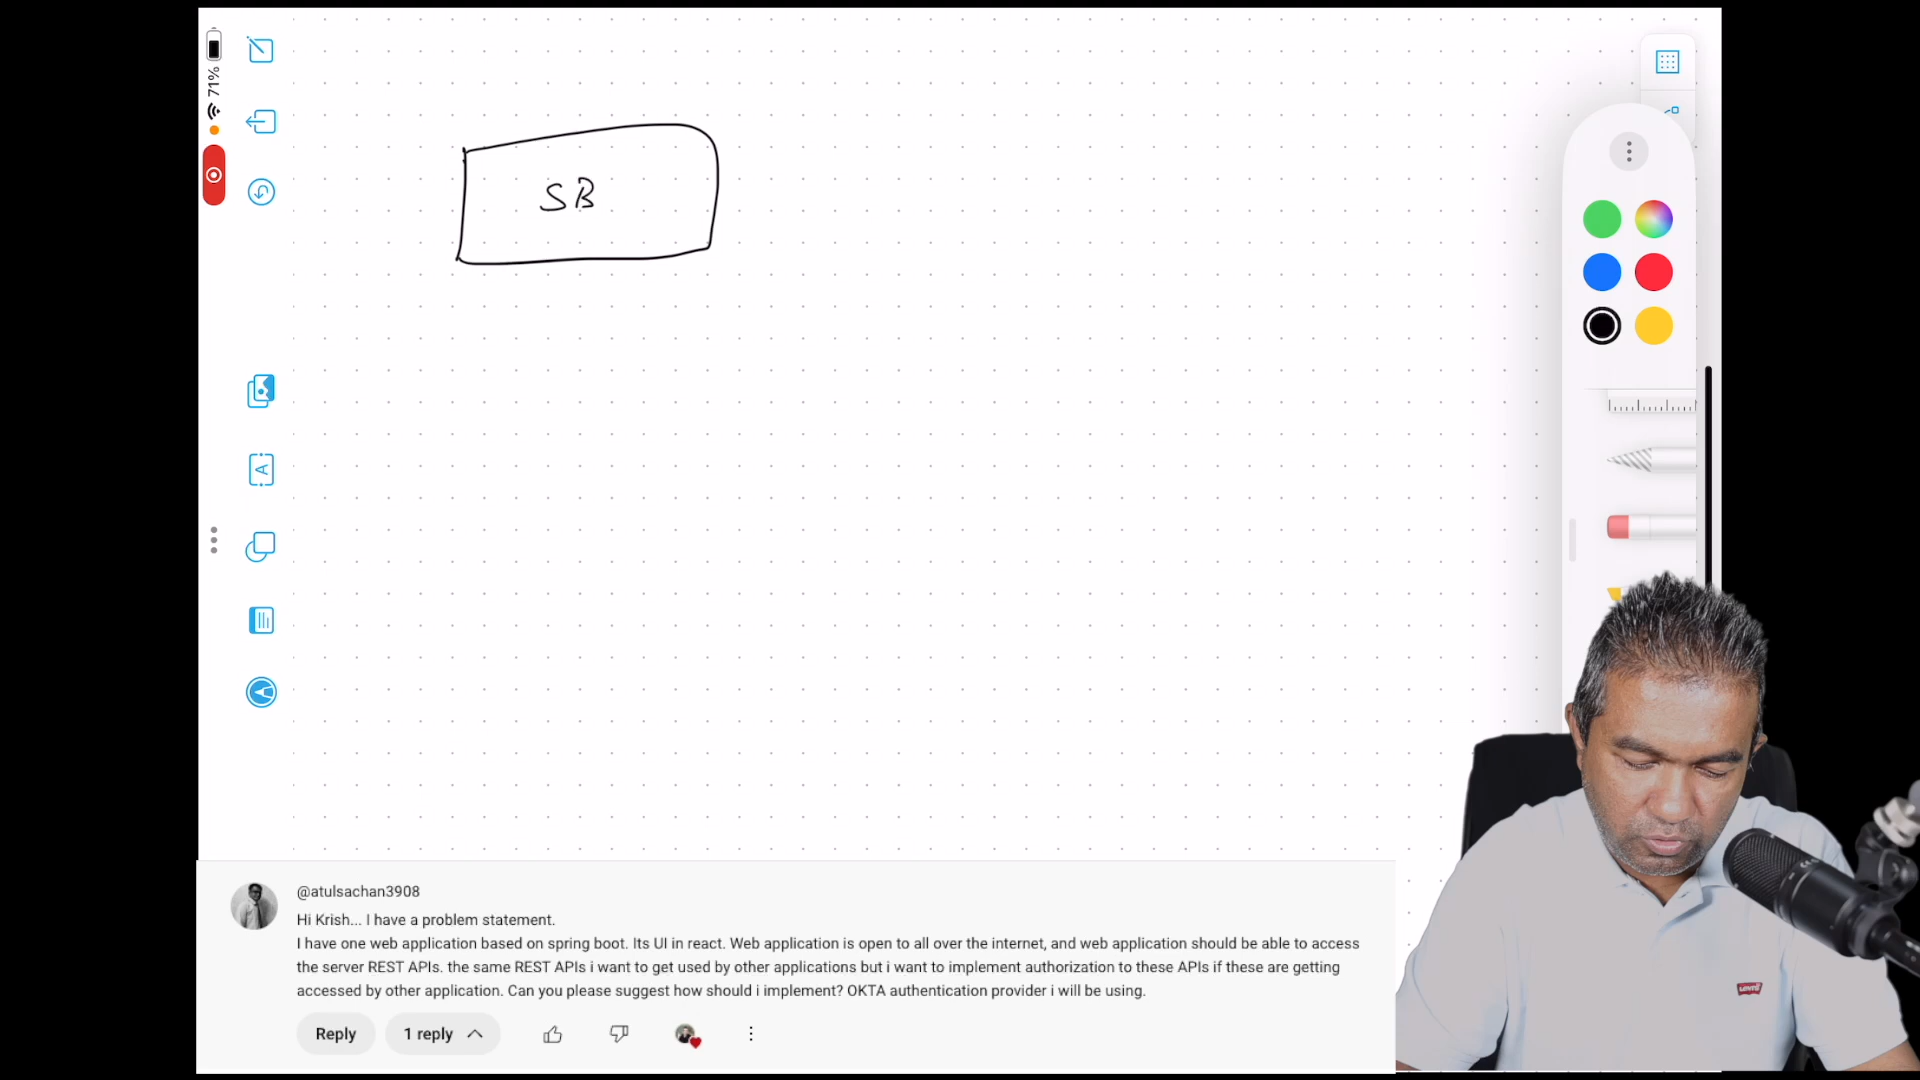 71%
SB
A
@atulsachan3908
Hi Krish... I have a problem statement.
I have one web application based on spring boot. Its UI in react. Web application is open to all over the internet, and web application should be able to access
the server REST APIs. the same REST APIs i want to get used by other applications but i want to implement authorization to these APIs if these are getting
accessed by other application. Can you please suggest how should i implement? OKTA authentication provider i will be using.
Reply
1 reply
Levi's